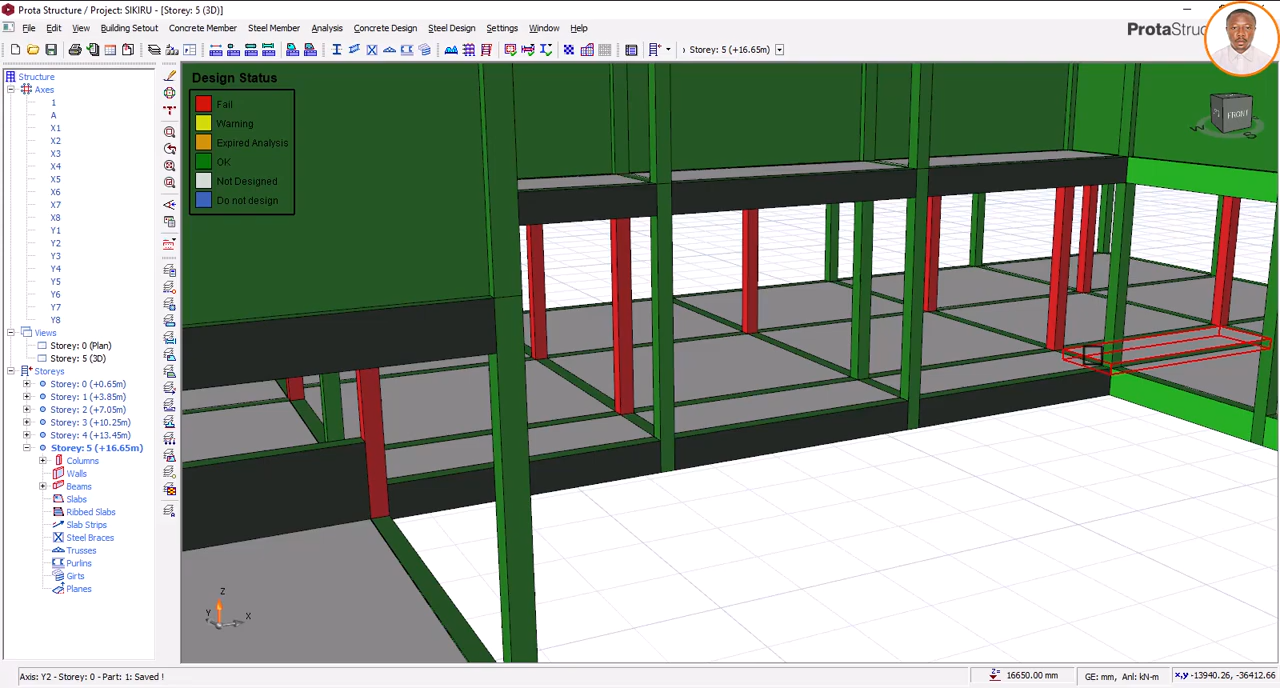 Prota Structure / Project: SIKIRU - [Storey: 5 (3D)]
File Edit View Building Setout Concrete Member Steel Member Analysis Concrete Design Steel Design Settings Window Help
Storey: 5 (+16.65m)
Structure
Axes
1
A
X1
X2
X3
X4
X5
X6
X7
X8
Y1
Y2
Y3
Y4
Y5
Y6
Y7
Y8
Views
Storey: 0 (Plan)
Storey: 5 (3D)
Storeys
Storey: 0 (+0.65m)
Storey: 1 (+3.85m)
Storey: 2 (+7.05m)
Storey: 3 (+10.25m)
Storey: 4 (+13.45m)
Storey: 5 (+16.65m)
Columns
Walls
Beams
Slabs
Ribbed Slabs
Slab Strips
Steel Braces
Trusses
Purlins
Girts
Planes
Design Status
Fail
Warning
Expired Analysis
OK
Not Designed
Do not design
FRONT
W
S
Z
Y X
Axis: Y2 - Storey: 0 - Part: 1: Saved !
Z= 16650.00 mm
GE: mm, Anl: kN-m
x,y -13940.26, -36412.66